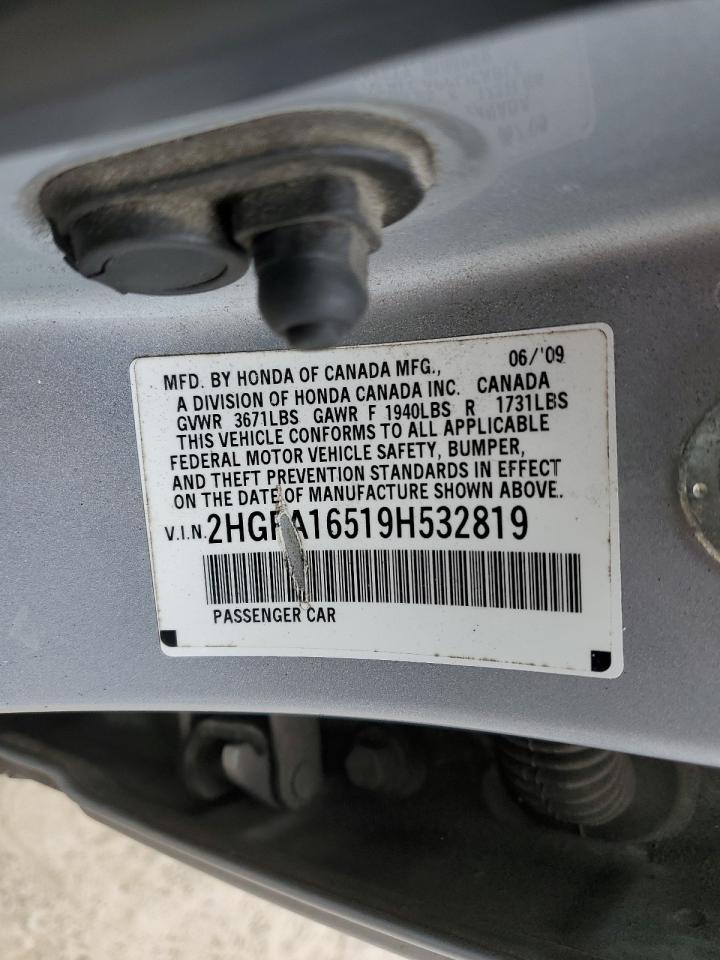 06/'09
MFD. BY HONDA OF CANADA MFG.,
A DIVISION OF HONDA CANADA INC. CANADA
GVWR 3671LBS GAWR F 1940LBS R 1731LBS
THIS VEHICLE CONFORMS TO ALL APPLICABLE
FEDERAL MOTOR VEHICLE SAFETY, BUMPER,
AND THEFT PREVENTION STANDARDS IN EFFECT
ON THE DATE OF MANUFACTURE SHOWN ABOVE.
V.I.N. 2HGFA16519H532819
PASSENGER CAR